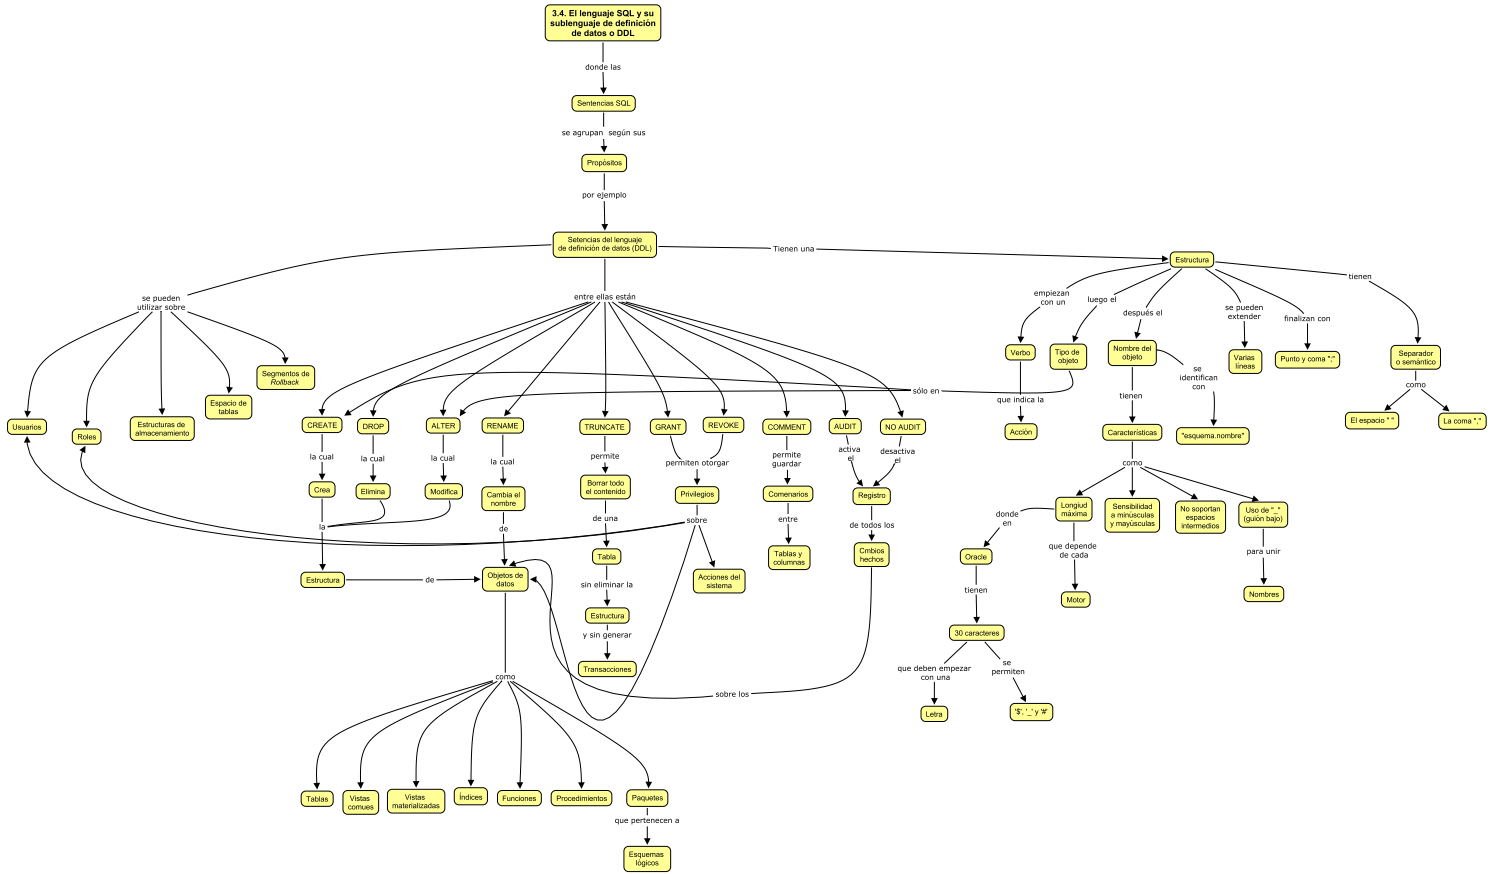 3.4. El lenguaje SQL y su
sublenguaje de definición
de datos o DDL
donde las
Sentencias SQL
se agrupan según sus
Propósitos
por ejemplo
Setencias del lenguaje
de definición de datos (DDL)
Tienen una
Estructura
se pueden
utilizar sobre
entre ellas están
empiezan
con un
luego el
después el
se pueden
extender
finalizan con
tienen
Segmentos de
Rollback
Espacio de
tablas
Estructuras de
almacenamiento
Roles
Usuarios
Verbo
Tipo de
objeto
Nombre del
objeto
Varias
líneas
Punto y coma ";"
Separador
o semántico
sólo en
que indica la
Acción
tienen
se
identifican
con
como
El espacio " "
La coma ","
CREATE
DROP
ALTER
RENAME
TRUNCATE
GRANT
REVOKE
COMMENT
AUDIT
NO AUDIT
Características
"esquema.nombre"
la cual
la cual
la cual
la cual
permite
permiten otorgar
permite
guardar
activa
el
desactiva
el
como
Crea
Elimina
Modifica
Cambia el
nombre
Borrar todo
el contenido
Privilegios
Comenarios
Registro
Longiud
máxima
Sensibilidad
a minúsculas
y mayúsculas
No soportan
espacios
intermedios
Uso de "_"
(guión bajo)
la
de
de una
sobre
entre
de todos los
donde
en
que depende
de cada
para unir
Tabla
Tablas y
columnas
Cmbios
hechos
Oracle
Motor
Nombres
Estructura
de
Objetos de
datos
sin eliminar la
Acciones del
sistema
tienen
Estructura
y sin generar
Transacciones
30 caracteres
que deben empezar
con una
se
permiten
Letra
'$', '_' y '#'
como
sobre los
Tablas
Vistas
comues
Vistas
materializadas
Índices
Funciones
Procedimientos
Paquetes
que pertenecen a
Esquemas
lógicos